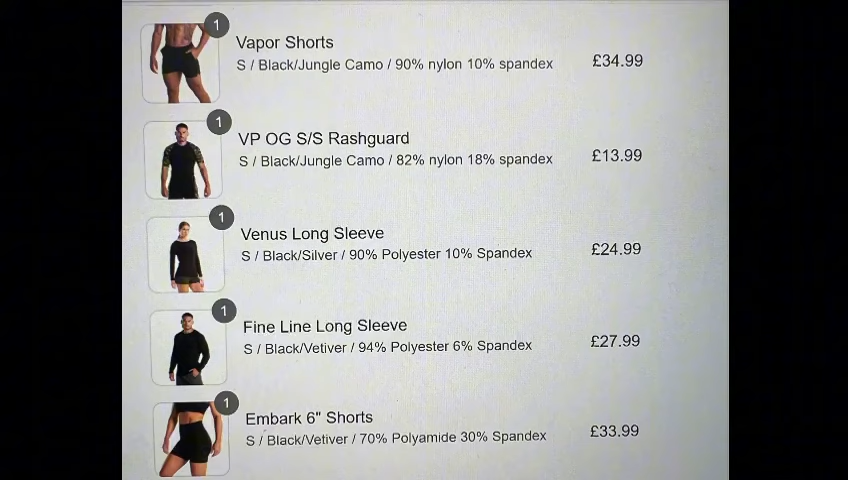 1
Vapor Shorts
S / Black/Jungle Camo / 90% nylon 10% spandex
£34.99
1
VP OG S/S Rashguard
S / Black/Jungle Camo / 82% nylon 18% spandex
£13.99
1
Venus Long Sleeve
S / Black/Silver / 90% Polyester 10% Spandex
£24.99
1
Fine Line Long Sleeve
S / Black/Vetiver / 94% Polyester 6% Spandex
£27.99
1
Embark 6" Shorts
S / Black/Vetiver / 70% Polyamide 30% Spandex
£33.99